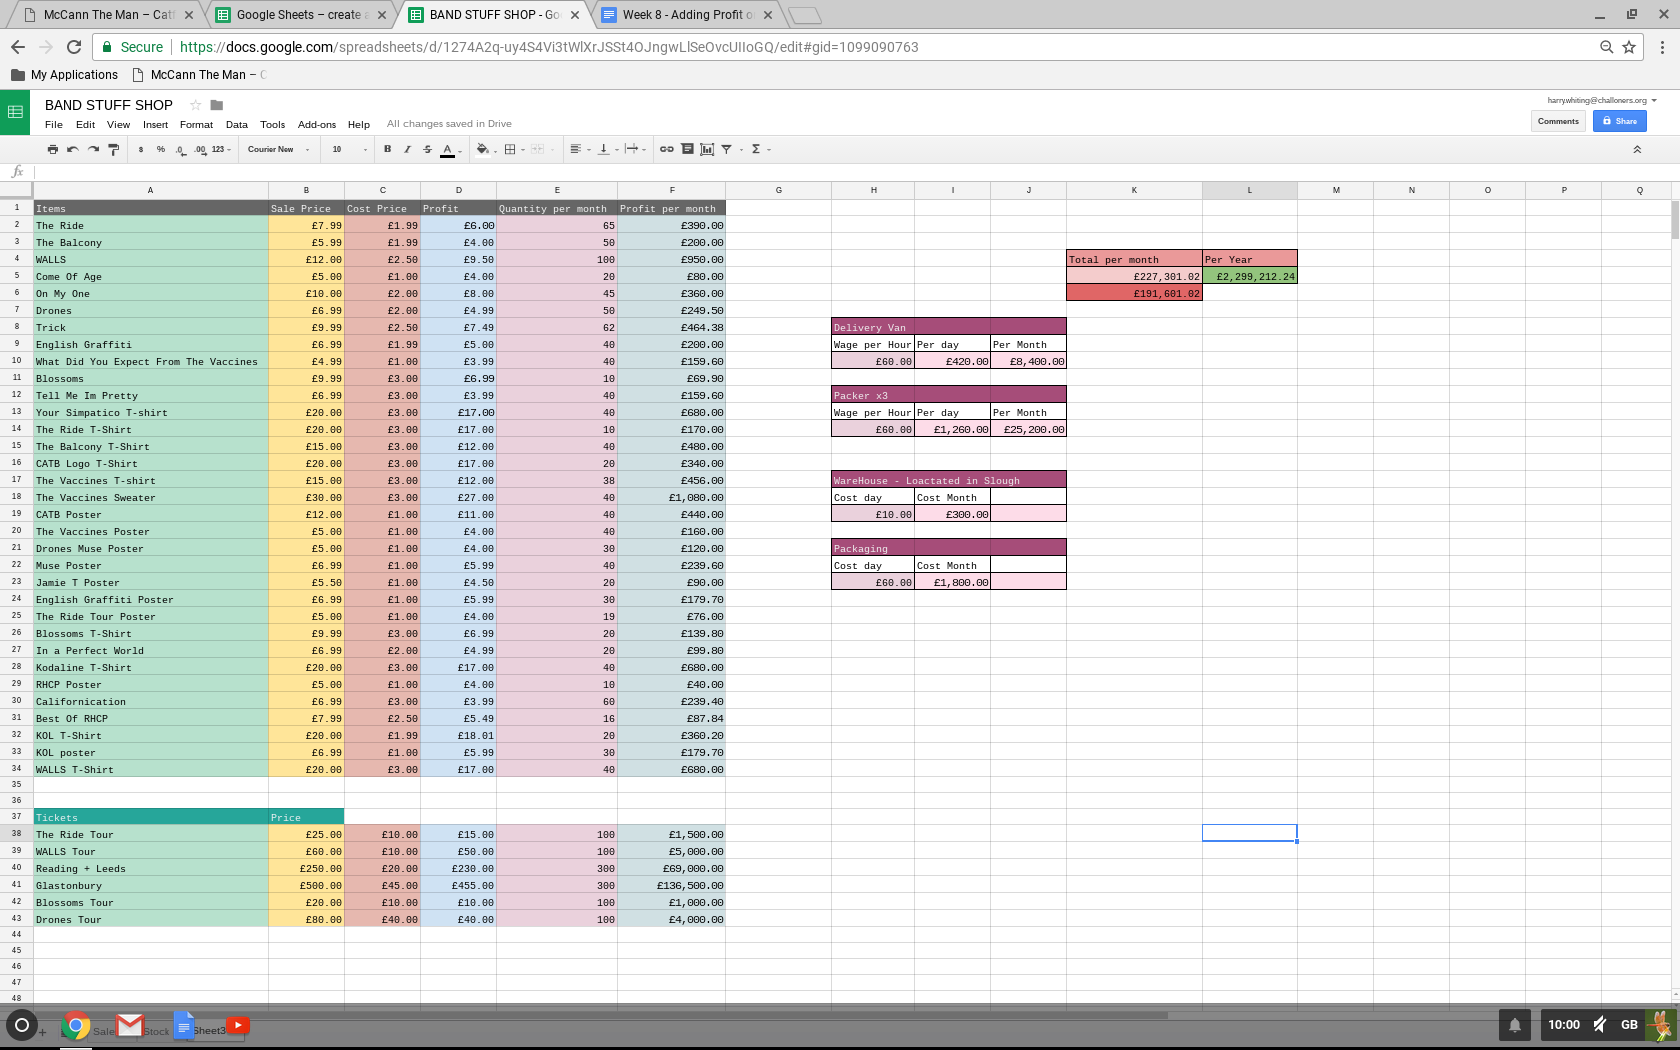 McCann The Man – Catf
Google Sheets – create a
BAND STUFF SHOP - Go
Week 8 - Adding Profit o
Secure https://docs.google.com/spreadsheets/d/1274A2q-uy4S4Vi3tWlXrJSSt4OJngwLlSeOvcUIIoGQ/edit#gid=1099090763
My Applications McCann The Man – C
BAND STUFF SHOP
harry.whiting@challoners.org
File Edit View Insert Format Data Tools Add-ons Help All changes saved in Drive
Comments Share
% .0 .00 123 Courier New 10 B I S A Σ
fx
A B C D E F G H I J K L M N O P Q
1 Items Sale Price Cost Price Profit Quantity per month Profit per month
2 The Ride £7.99 £1.99 £6.00 65 £390.00
3 The Balcony £5.99 £1.99 £4.00 50 £200.00
4 WALLS £12.00 £2.50 £9.50 100 £950.00 Total per month Per Year
5 Come Of Age £5.00 £1.00 £4.00 20 £80.00 £227,301.02 £2,299,212.24
6 On My One £10.00 £2.00 £8.00 45 £360.00 £191,601.02
7 Drones £6.99 £2.00 £4.99 50 £249.50
8 Trick £9.99 £2.50 £7.49 62 £464.38 Delivery Van
9 English Graffiti £6.99 £1.99 £5.00 40 £200.00 Wage per Hour Per day Per Month
10 What Did You Expect From The Vaccines £4.99 £1.00 £3.99 40 £159.60 £60.00 £420.00 £8,400.00
11 Blossoms £9.99 £3.00 £6.99 10 £69.90
12 Tell Me Im Pretty £6.99 £3.00 £3.99 40 £159.60 Packer x3
13 Your Simpatico T-shirt £20.00 £3.00 £17.00 40 £680.00 Wage per Hour Per day Per Month
14 The Ride T-Shirt £20.00 £3.00 £17.00 10 £170.00 £60.00 £1,260.00 £25,200.00
15 The Balcony T-Shirt £15.00 £3.00 £12.00 40 £480.00
16 CATB Logo T-Shirt £20.00 £3.00 £17.00 20 £340.00
17 The Vaccines T-shirt £15.00 £3.00 £12.00 38 £456.00 WareHouse - Loactated in Slough
18 The Vaccines Sweater £30.00 £3.00 £27.00 40 £1,080.00 Cost day Cost Month
19 CATB Poster £12.00 £1.00 £11.00 40 £440.00 £10.00 £300.00
20 The Vaccines Poster £5.00 £1.00 £4.00 40 £160.00
21 Drones Muse Poster £5.00 £1.00 £4.00 30 £120.00 Packaging
22 Muse Poster £6.99 £1.00 £5.99 40 £239.60 Cost day Cost Month
23 Jamie T Poster £5.50 £1.00 £4.50 20 £90.00 £60.00 £1,800.00
24 English Graffiti Poster £6.99 £1.00 £5.99 30 £179.70
25 The Ride Tour Poster £5.00 £1.00 £4.00 19 £76.00
26 Blossoms T-Shirt £9.99 £3.00 £6.99 20 £139.80
27 In a Perfect World £6.99 £2.00 £4.99 20 £99.80
28 Kodaline T-Shirt £20.00 £3.00 £17.00 40 £680.00
29 RHCP Poster £5.00 £1.00 £4.00 10 £40.00
30 Californication £6.99 £3.00 £3.99 60 £239.40
31 Best Of RHCP £7.99 £2.50 £5.49 16 £87.84
32 KOL T-Shirt £20.00 £1.99 £18.01 20 £360.20
33 KOL poster £6.99 £1.00 £5.99 30 £179.70
34 WALLS T-Shirt £20.00 £3.00 £17.00 40 £680.00
35
36
37 Tickets Price
38 The Ride Tour £25.00 £10.00 £15.00 100 £1,500.00
39 WALLS Tour £60.00 £10.00 £50.00 100 £5,000.00
40 Reading + Leeds £250.00 £20.00 £230.00 300 £69,000.00
41 Glastonbury £500.00 £45.00 £455.00 300 £136,500.00
42 Blossoms Tour £20.00 £10.00 £10.00 100 £1,000.00
43 Drones Tour £80.00 £40.00 £40.00 100 £4,000.00
44
45
46
47
48
Sale Stock Sheet3
10:00 GB